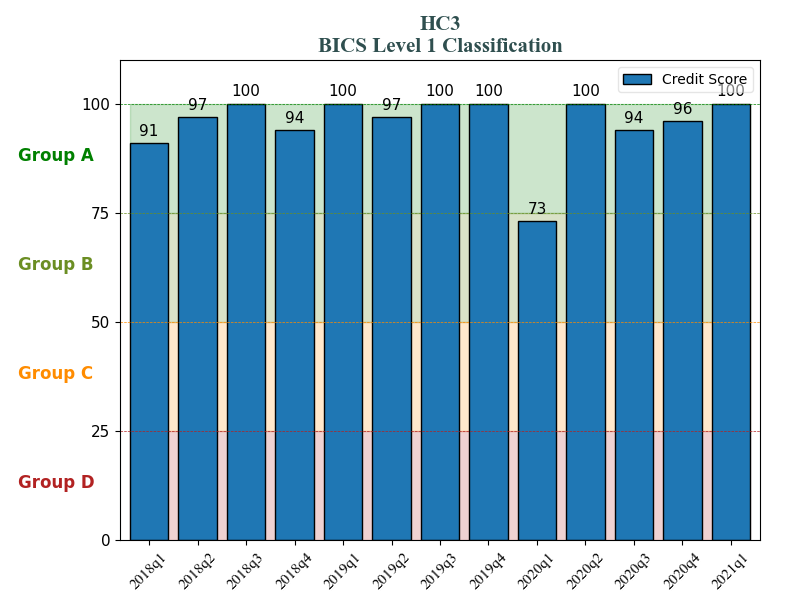 HC3
BICS Level 1 Classification
Credit Score
91
97
100
94
100
97
100
100
73
100
94
96
100
100
75
50
25
0
Group A
Group B
Group C
Group D
2018q1
2018q2
2018q3
2018q4
2019q1
2019q2
2019q3
2019q4
2020q1
2020q2
2020q3
2020q4
2021q1